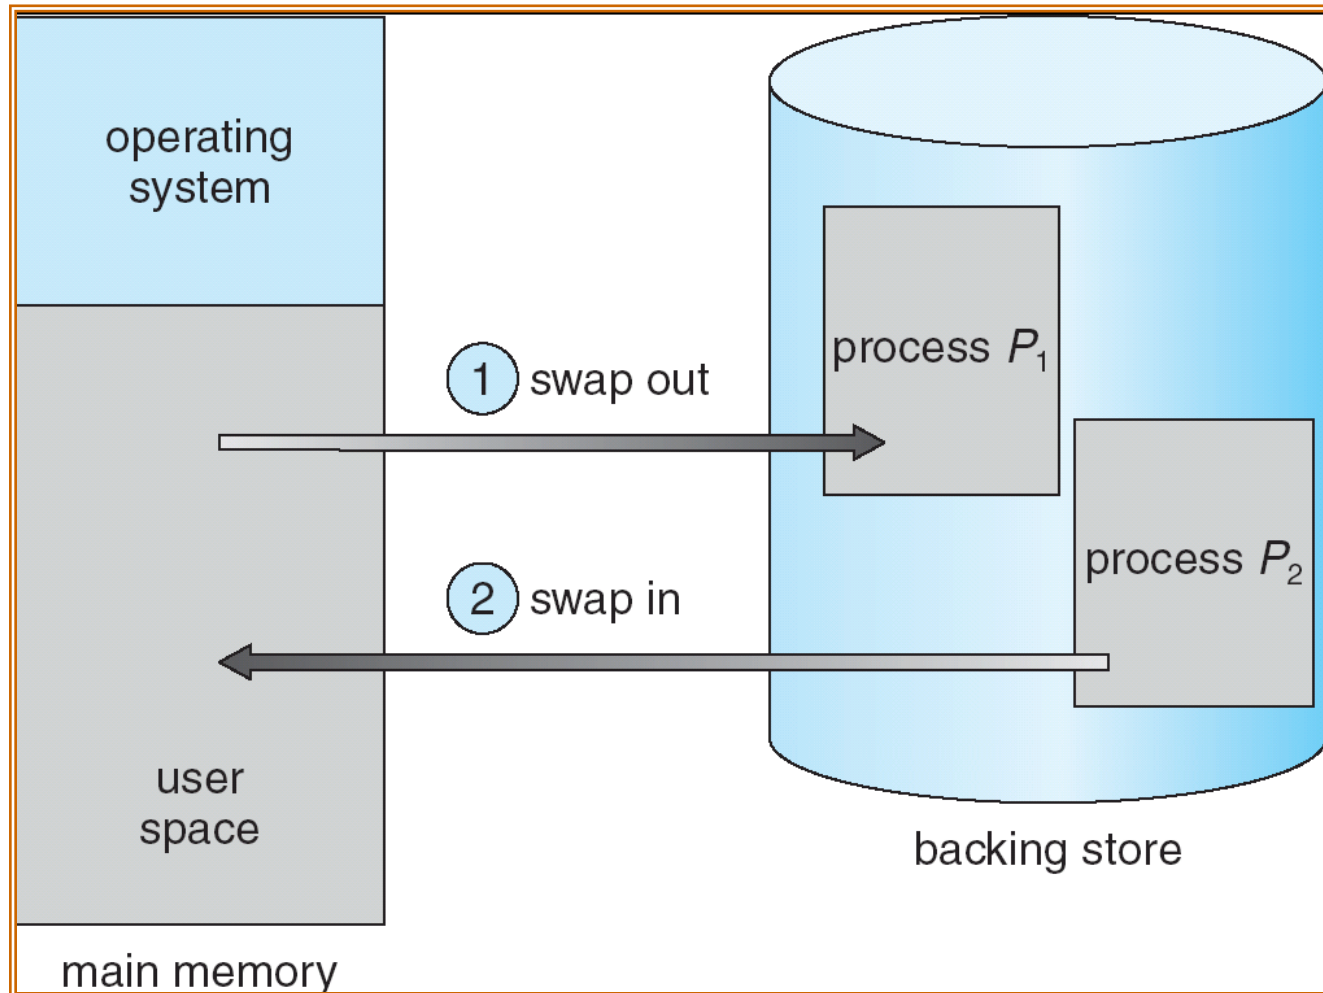 operating
system
process P₁
1 swap out
process P₂
2 swap in
user
space
backing store
main memory